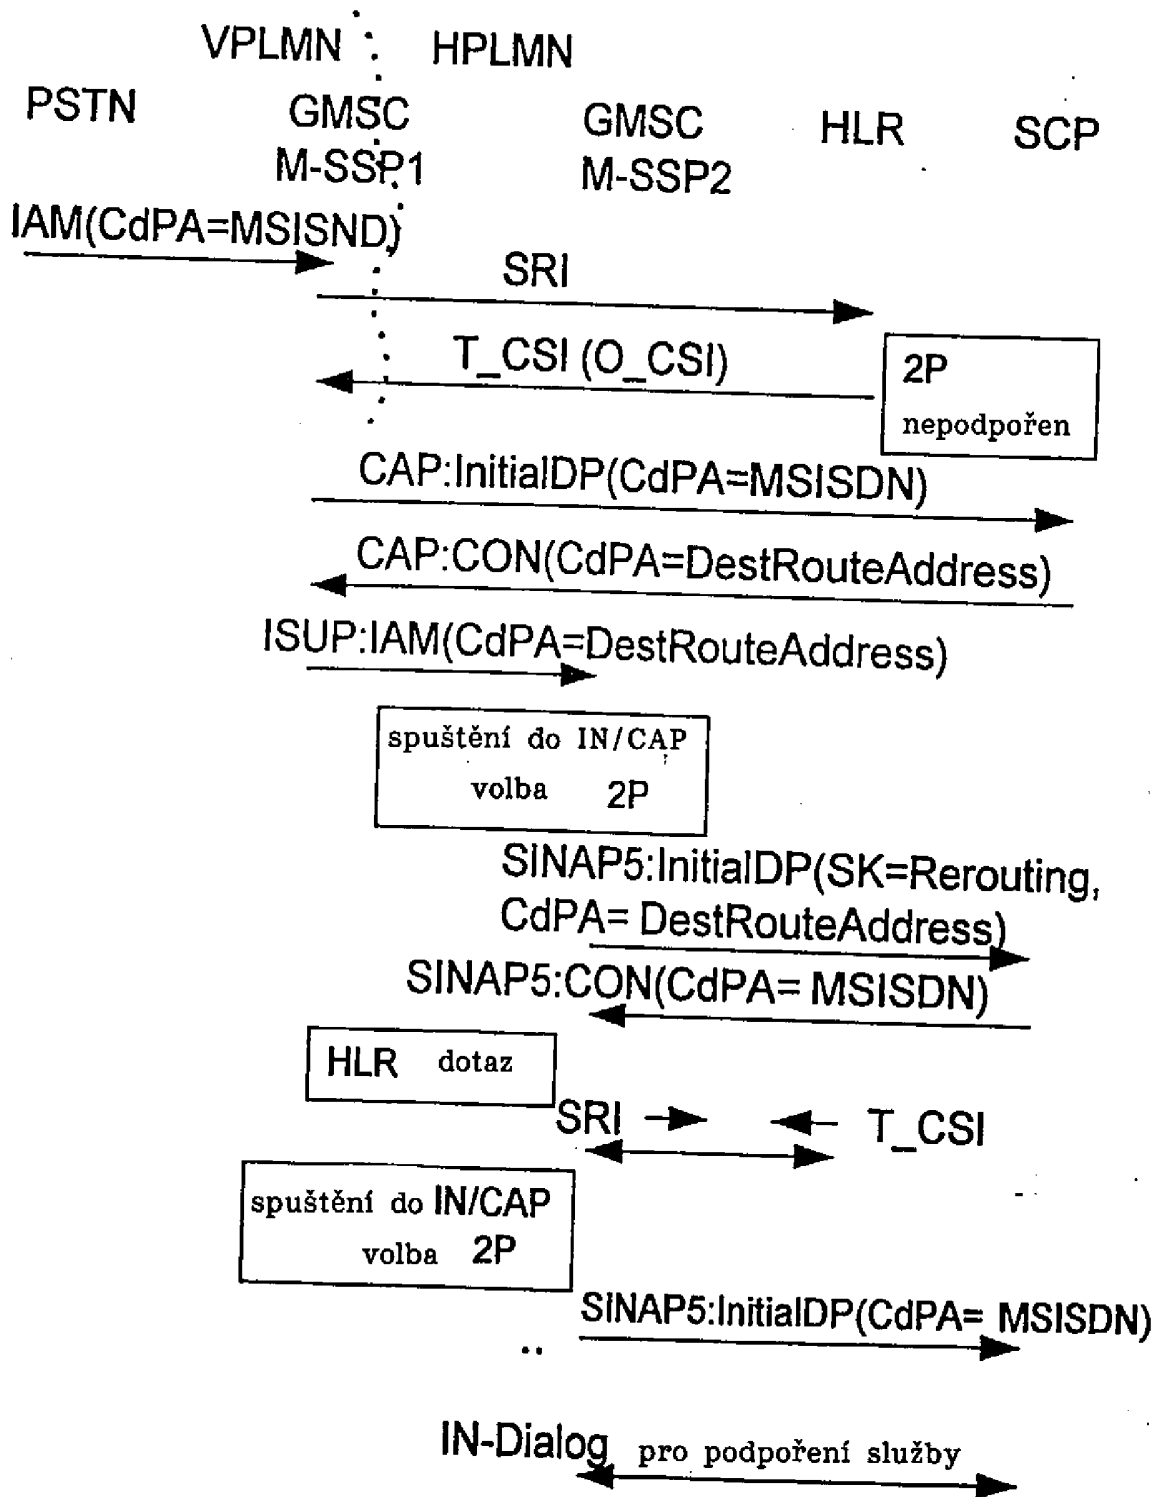 VPLMN HPLMN
PSTN GMSC GMSC HLR SCP
M-SSP1 M-SSP2
IAM(CdPA=MSISND)
SRI
T_CSI (O_CSI)
2P
nepodpořen
CAP:InitialDP(CdPA=MSISDN)
CAP:CON(CdPA=DestRouteAddress)
ISUP:IAM(CdPA=DestRouteAddress)
spuštění do IN/CAP
volba 2P
SINAP5:InitialDP(SK=Rerouting,
CdPA= DestRouteAddress)
SINAP5:CON(CdPA= MSISDN)
HLR dotaz
SRI T_CSI
spuštění do IN/CAP
volba 2P
SINAP5:InitialDP(CdPA= MSISDN)
..
IN-Dialog pro podpoření služby